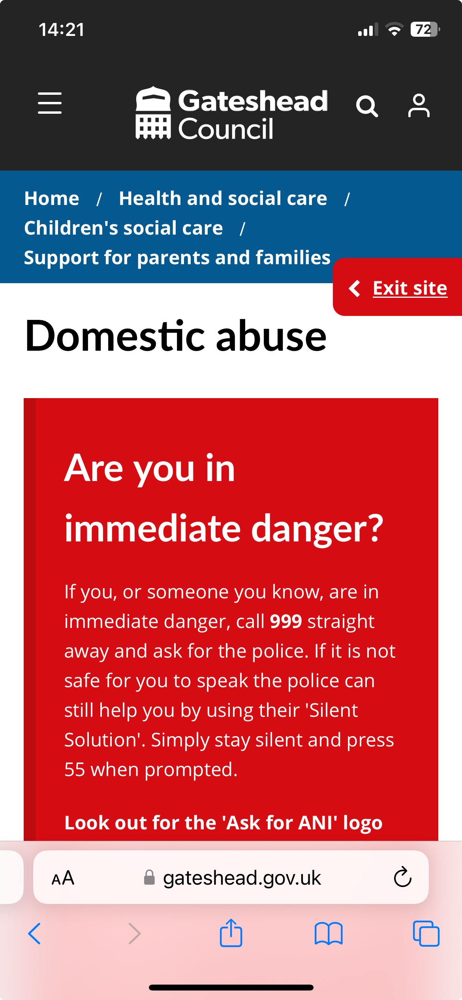 14:21
72
Gateshead
Council
Home / Health and social care /
Children's social care /
Support for parents and families
Exit site
Domestic abuse
Are you in
immediate danger?
If you, or someone you know, are in
immediate danger, call 999 straight
away and ask for the police. If it is not
safe for you to speak the police can
still help you by using their 'Silent
Solution'. Simply stay silent and press
55 when prompted.
Look out for the 'Ask for ANI' logo
AA gateshead.gov.uk